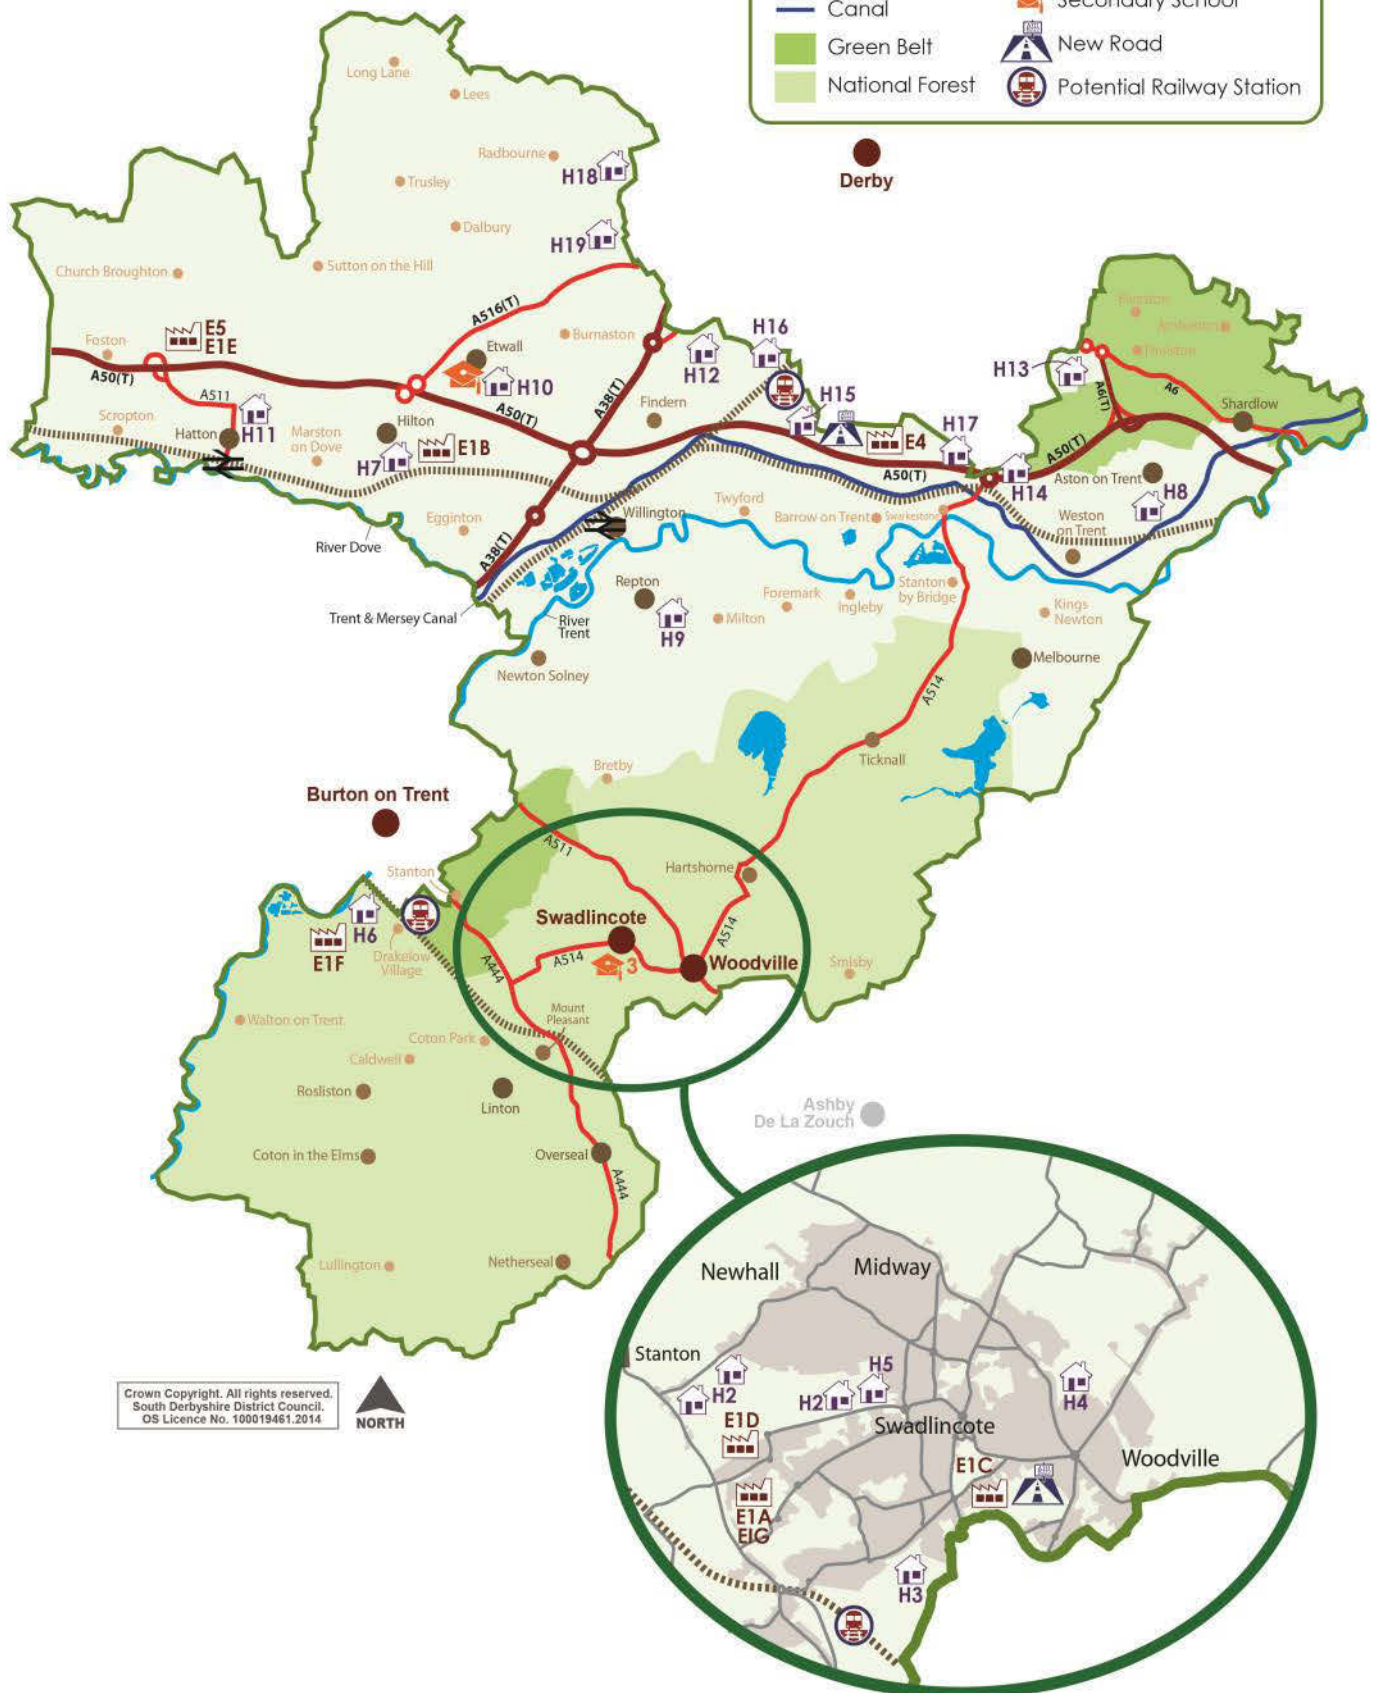 Canal
Secondary School
Green Belt
New Road
National Forest
Potential Railway Station
Long Lane
Lees
Radbourne
H18
Derby
Trusley
Dalbury
H19
Church Broughton
Sutton on the Hill
A516(T)
Elvaston
Ambaston
Thulston
E5
E1E
Foston
Burnaston
Etwall
H16
H12
H13
A50(T)
A511
H10
A38(T)
A6(T)
A6
Shardlow
Scropton
Hatton
H11
Marston
on Dove
Hilton
H7
E1B
A50(T)
Findern
H15
E4
H17
A50(T)
A50(T)
H14
Aston on Trent
H8
Egginton
Willington
Twyford
Barrow on Trent
Swarkestone
Weston
on Trent
River Dove
A38(T)
Trent & Mersey Canal
River
Trent
Repton
H9
Milton
Foremark
Ingleby
Stanton
by Bridge
Kings
Newton
Newton Solney
Melbourne
A514
Ticknall
Bretby
Burton on Trent
A511
Stanton
Hartshorne
H6
E1F
Drakelow
Village
Swadlincote
A514
A514
3
Woodville
Smisby
A444
Walton on Trent
Mount
Pleasant
Coton Park
Caldwell
Rosliston
Linton
Ashby
De La Zouch
Coton in the Elms
Overseal
A444
Lullington
Netherseal
Newhall
Midway
Stanton
H2
H2
H5
H4
E1D
Swadlincote
E1C
Woodville
E1A
EIG
H3
Crown Copyright. All rights reserved.
South Derbyshire District Council.
OS Licence No. 100019461.2014
NORTH